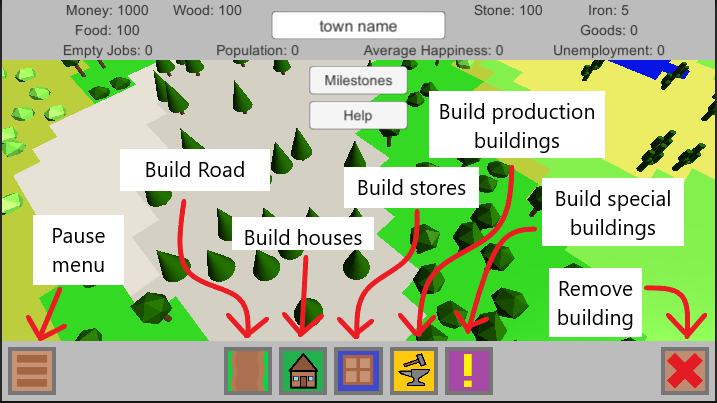 Money: 1000 Wood: 100 Stone: 100 Iron: 5
town name
Food: 100 Goods: 0
Empty Jobs: 0 Population: 0 Average Happiness: 0 Unemployment: 0
Milestones
Help
Build production
buildings
Build Road
Build stores
Build special
buildings
Pause
menu
Build houses
Remove
building
!